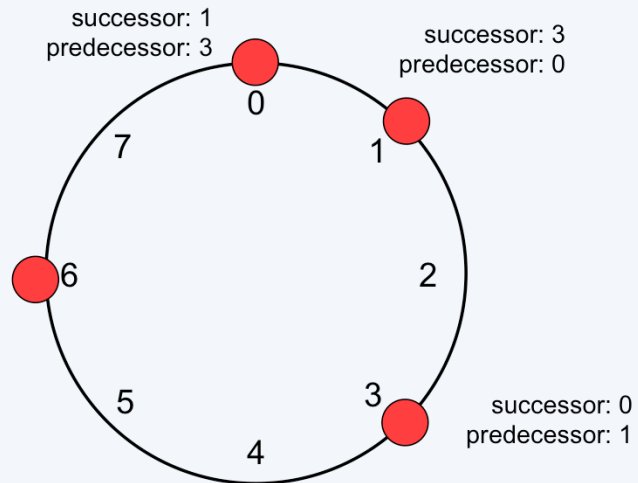 successor: 1
predecessor: 3
successor: 3
predecessor: 0
0
7
1
6
2
5
3
4
successor: 0
predecessor: 1